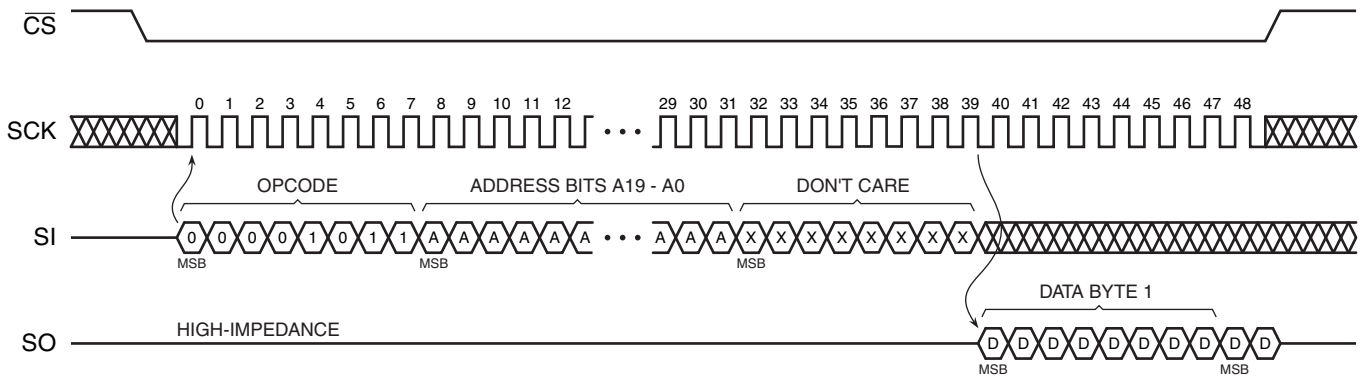 CS
0 1 2 3 4 5 6 7 8 9 10 11 12 29 30 31 32 33 34 35 36 37 38 39 40 41 42 43 44 45 46 47 48
SCK
OPCODE ADDRESS BITS A19 - A0 DON'T CARE
SI 0 0 0 0 1 0 1 1 A A A A A A ••• A A A X X X X X X X X
MSB MSB MSB
DATA BYTE 1
HIGH-IMPEDANCE
SO D D D D D D D D D D
MSB MSB